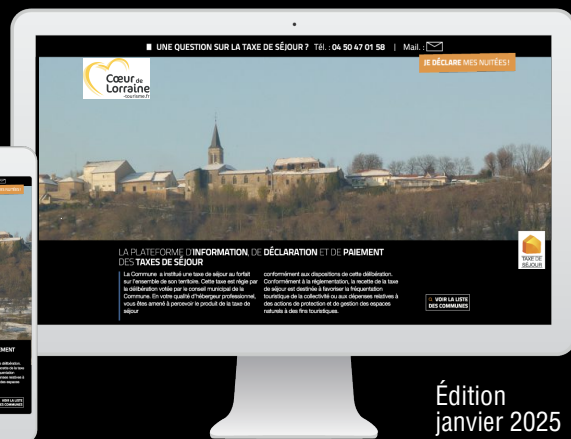 UNE QUESTION SUR LA TAXE DE SÉJOUR ? Tél. : 04 50 47 01 58 | Mail. :
JE DÉCLARE MES NUITÉES !
Cœur de
Lorraine
-tourisme.fr
LA PLATEFORME D'INFORMATION, DE DÉCLARATION ET DE PAIEMENT
DES TAXES DE SÉJOUR
La Commune a institué une taxe de séjour au forfait
sur l'ensemble de son territoire. Cette taxe est régie par
la délibération votée par le conseil municipal de la
Commune. En votre qualité d'hébergeur professionnel,
vous êtes amené à percevoir le produit de la taxe de
séjour
conformément aux dispositions de cette délibération.
Conformément à la réglementation, la recette de la taxe
de séjour est destinée à favoriser la fréquentation
touristique de la collectivité ou aux dépenses relatives à
des actions de protection et de gestion des espaces
naturels à des fins touristiques.
TAXE DE
SÉJOUR
VOIR LA LISTE
DES COMMUNES
EMENT
VOIR LA LISTE
DES COMMUNES
Édition
janvier 2025